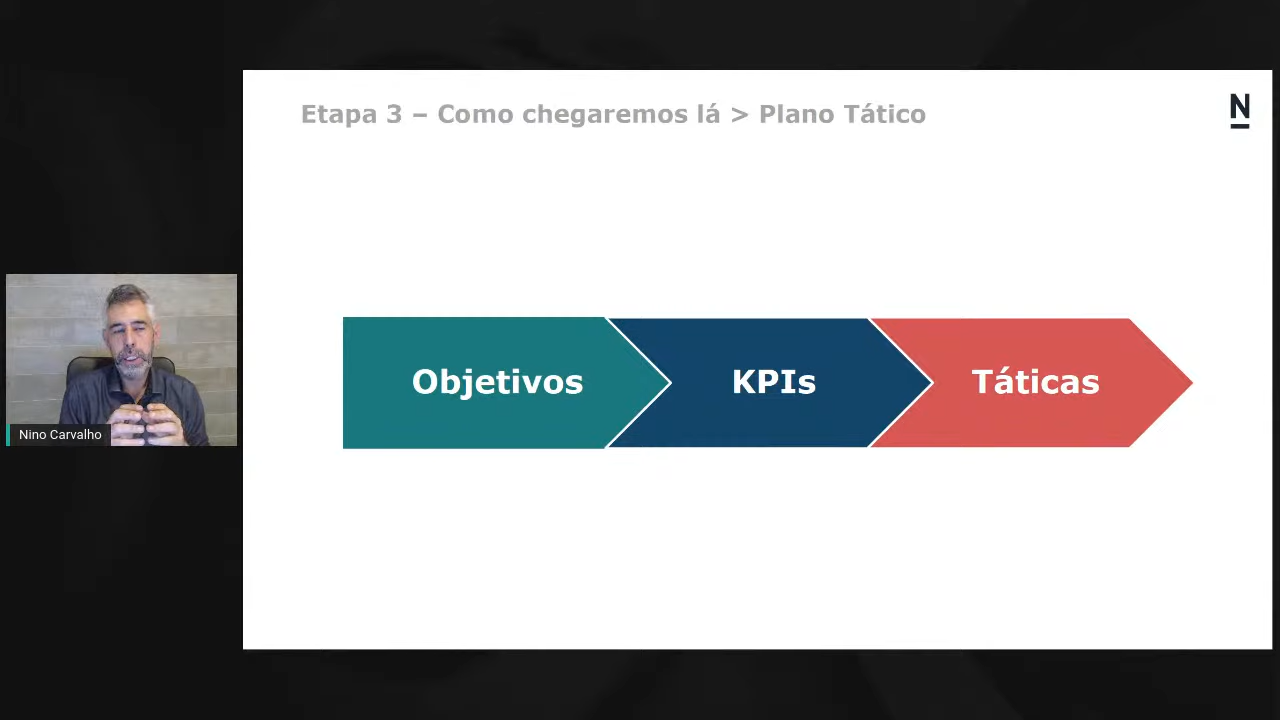 Etapa 3 – Como chegaremos lá > Plano Tático
N
Objetivos
KPIs
Táticas
Nino Carvalho